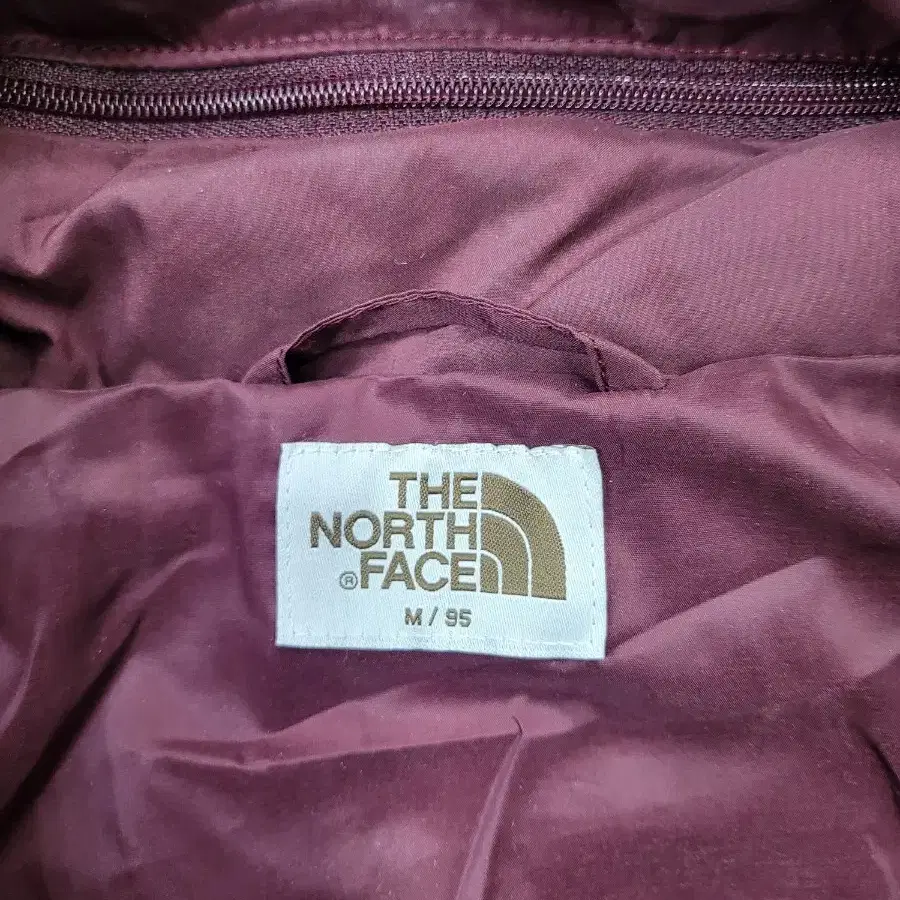 THE
NORTH
®FACE
M / 95